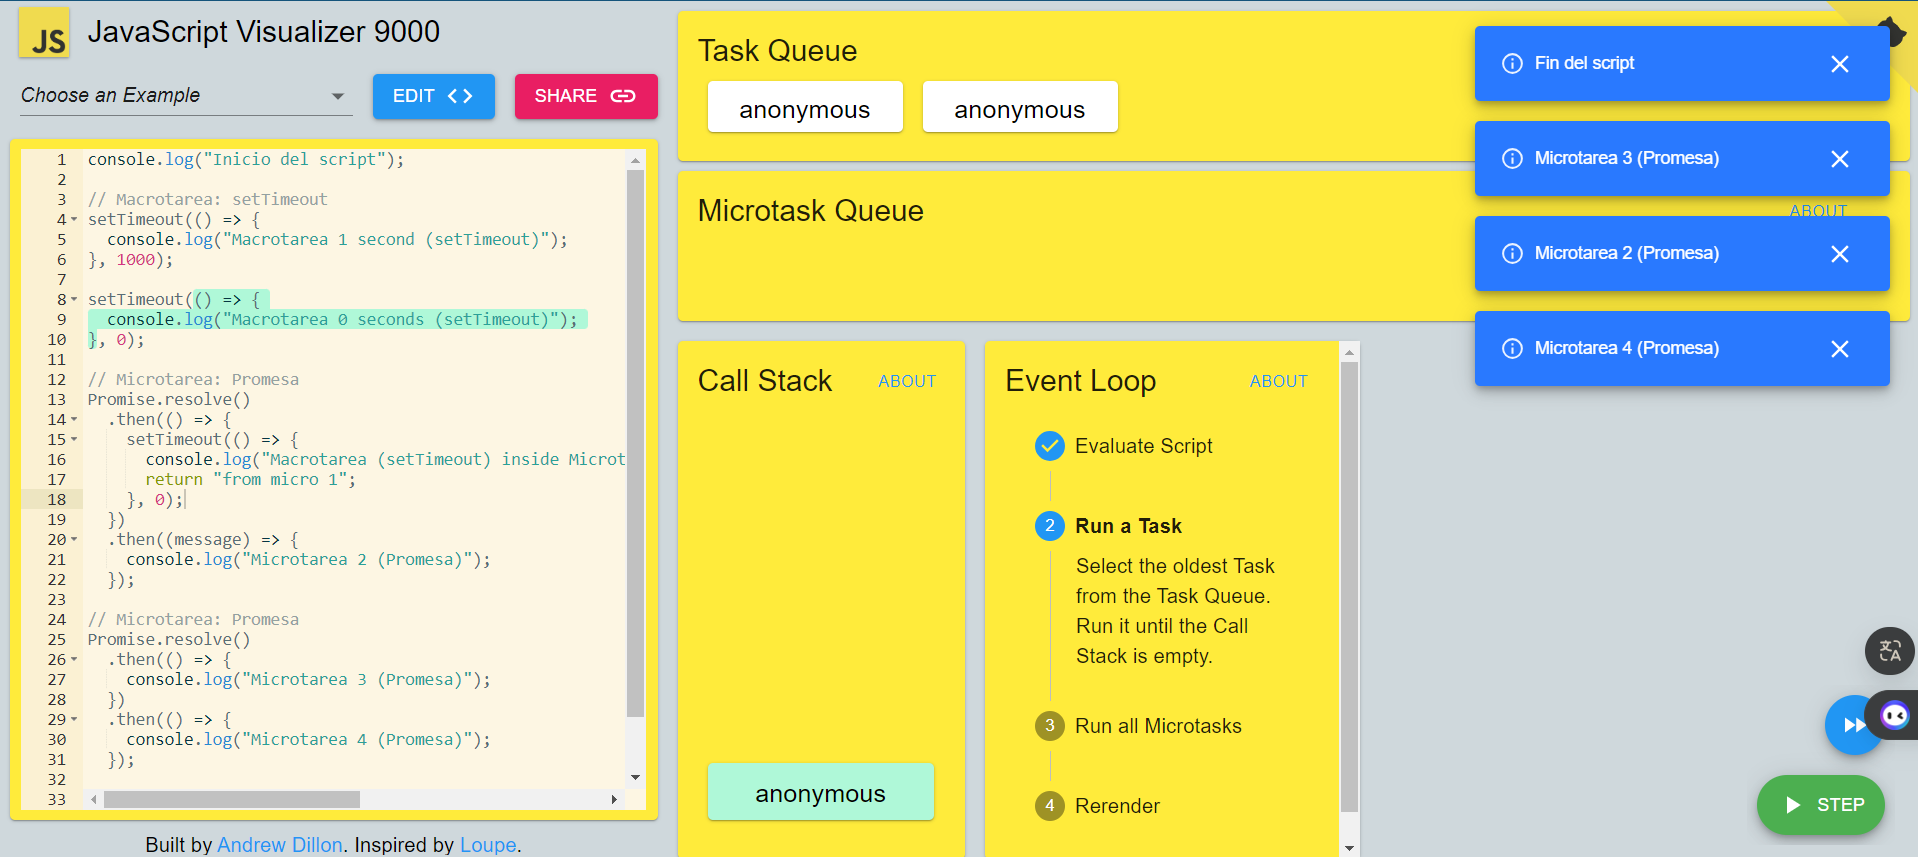 JS
JavaScript Visualizer 9000
Choose an Example
EDIT
SHARE
1 console.log("Inicio del script");
2
3 // Macrotarea: setTimeout
4 setTimeout(() => {
5 console.log("Macrotarea 1 second (setTimeout)");
6 }, 1000);
7
8 setTimeout(() => {
9 console.log("Macrotarea 0 seconds (setTimeout)");
10 }, 0);
11
12 // Microtarea: Promesa
13 Promise.resolve()
14 .then(() => {
15 setTimeout(() => {
16 console.log("Macrotarea (setTimeout) inside Microt
17 return "from micro 1";
18 }, 0);
19 })
20 .then((message) => {
21 console.log("Microtarea 2 (Promesa)");
22 });
23
24 // Microtarea: Promesa
25 Promise.resolve()
26 .then(() => {
27 console.log("Microtarea 3 (Promesa)");
28 })
29 .then(() => {
30 console.log("Microtarea 4 (Promesa)");
31 });
32
33
Built by Andrew Dillon. Inspired by Loupe.
Task Queue
anonymous
anonymous
Microtask Queue
ABOUT
Call Stack
ABOUT
anonymous
Event Loop
ABOUT
Evaluate Script
2 Run a Task
Select the oldest Task
from the Task Queue.
Run it until the Call
Stack is empty.
3 Run all Microtasks
4 Rerender
Fin del script
Microtarea 3 (Promesa)
Microtarea 2 (Promesa)
Microtarea 4 (Promesa)
STEP